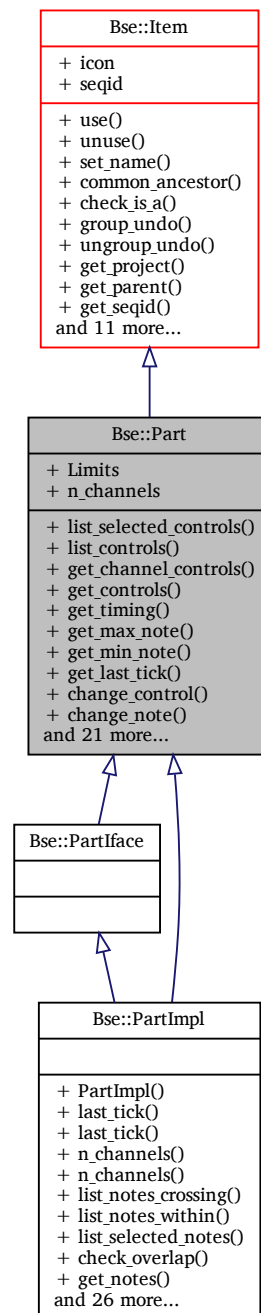 Bse::Item
+ icon
+ seqid
+ use()
+ unuse()
+ set_name()
+ common_ancestor()
+ check_is_a()
+ group_undo()
+ ungroup_undo()
+ get_project()
+ get_parent()
+ get_seqid()
and 11 more...
Bse::Part
+ Limits
+ n_channels
+ list_selected_controls()
+ list_controls()
+ get_channel_controls()
+ get_controls()
+ get_timing()
+ get_max_note()
+ get_min_note()
+ get_last_tick()
+ change_control()
+ change_note()
and 21 more...
Bse::PartIface
Bse::PartImpl
+ PartImpl()
+ last_tick()
+ last_tick()
+ n_channels()
+ n_channels()
+ list_notes_crossing()
+ list_notes_within()
+ list_selected_notes()
+ check_overlap()
+ get_notes()
and 26 more...